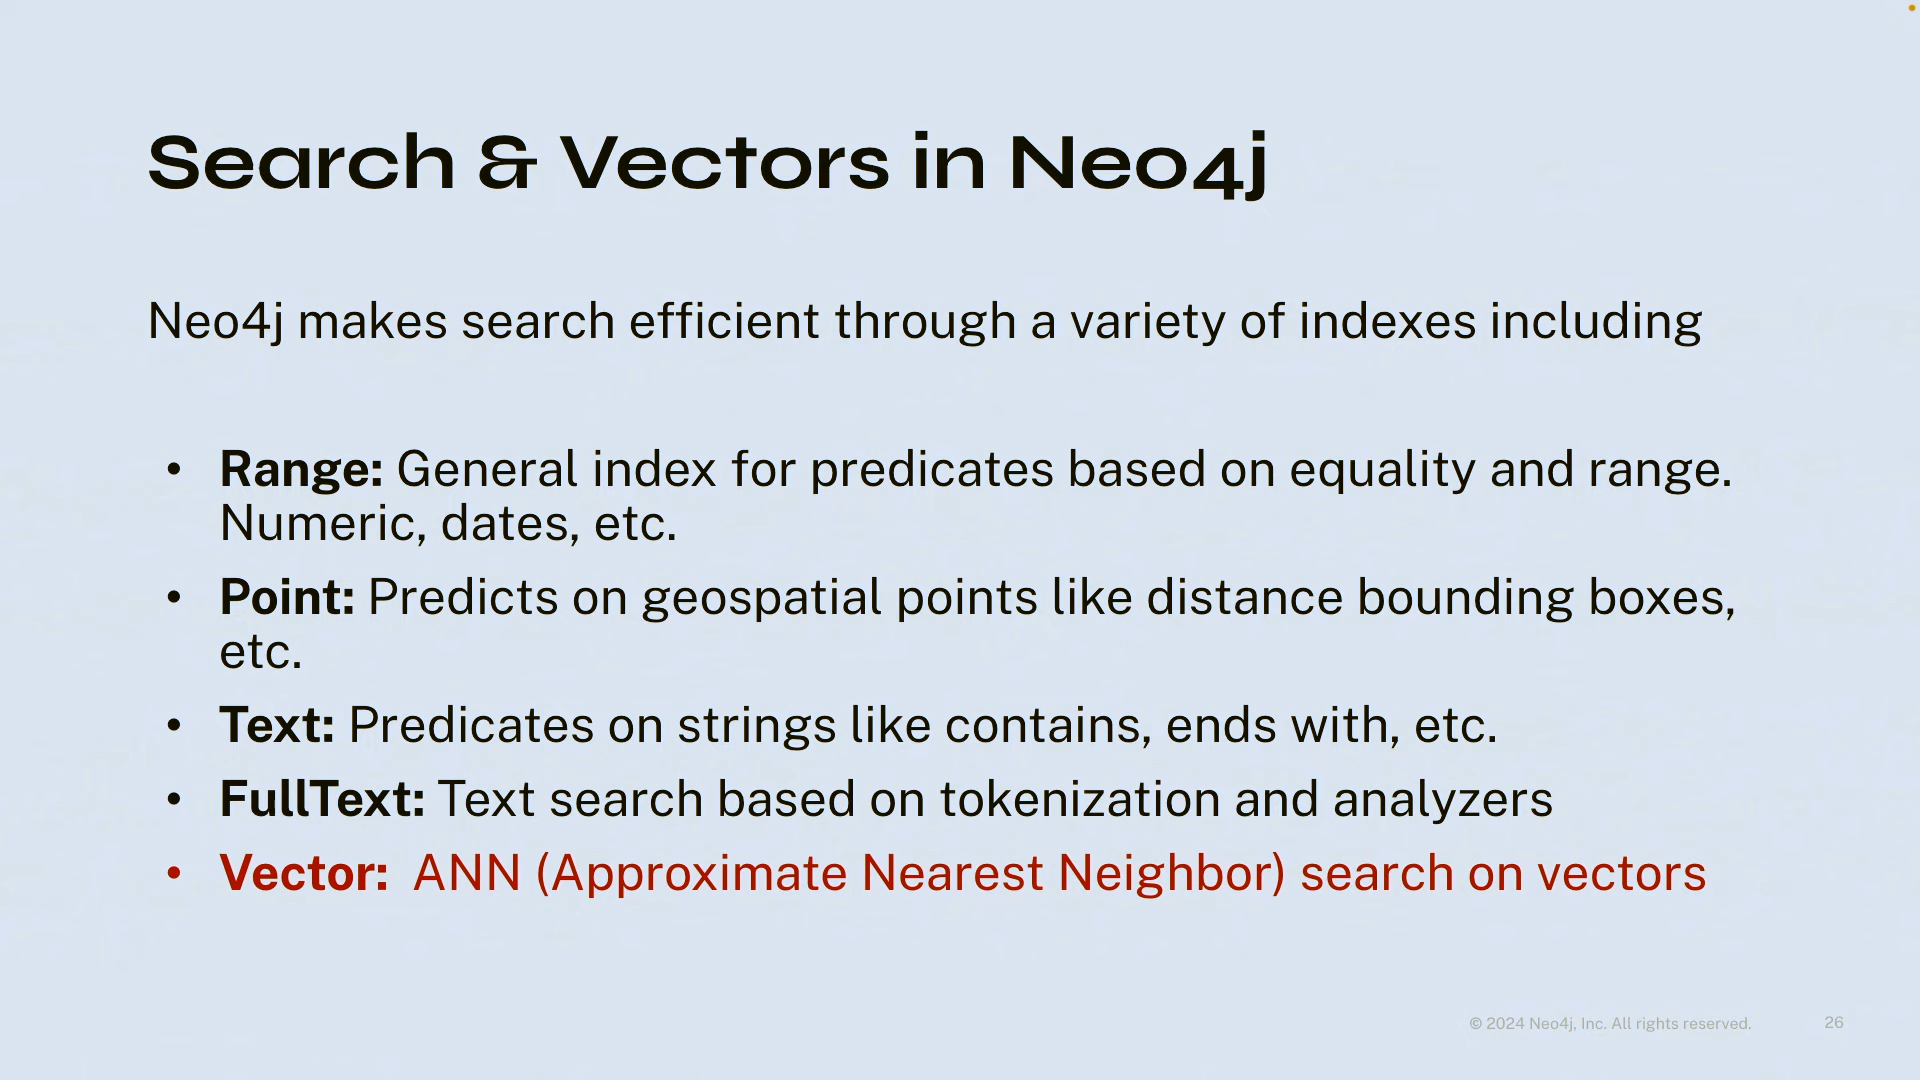 Search & Vectors in Neo4j
Neo4j makes search efficient through a variety of indexes including
• Range: General index for predicates based on equality and range.
Numeric, dates, etc.
• Point: Predicts on geospatial points like distance bounding boxes,
etc.
• Text: Predicates on strings like contains, ends with, etc.
• FullText: Text search based on tokenization and analyzers
• Vector: ANN (Approximate Nearest Neighbor) search on vectors
© 2024 Neo4j, Inc. All rights reserved. 26